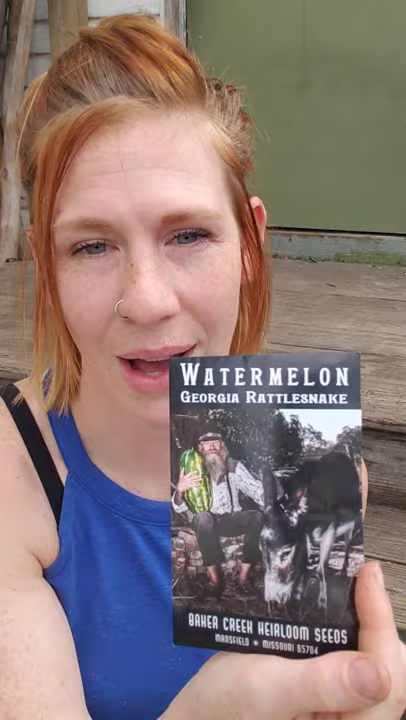 WATERMELON
GEORGIA RATTLESNAKE
BAKER CREEK HEIRLOOM SEEDS
MANSFIELD * MISSOURI 65704